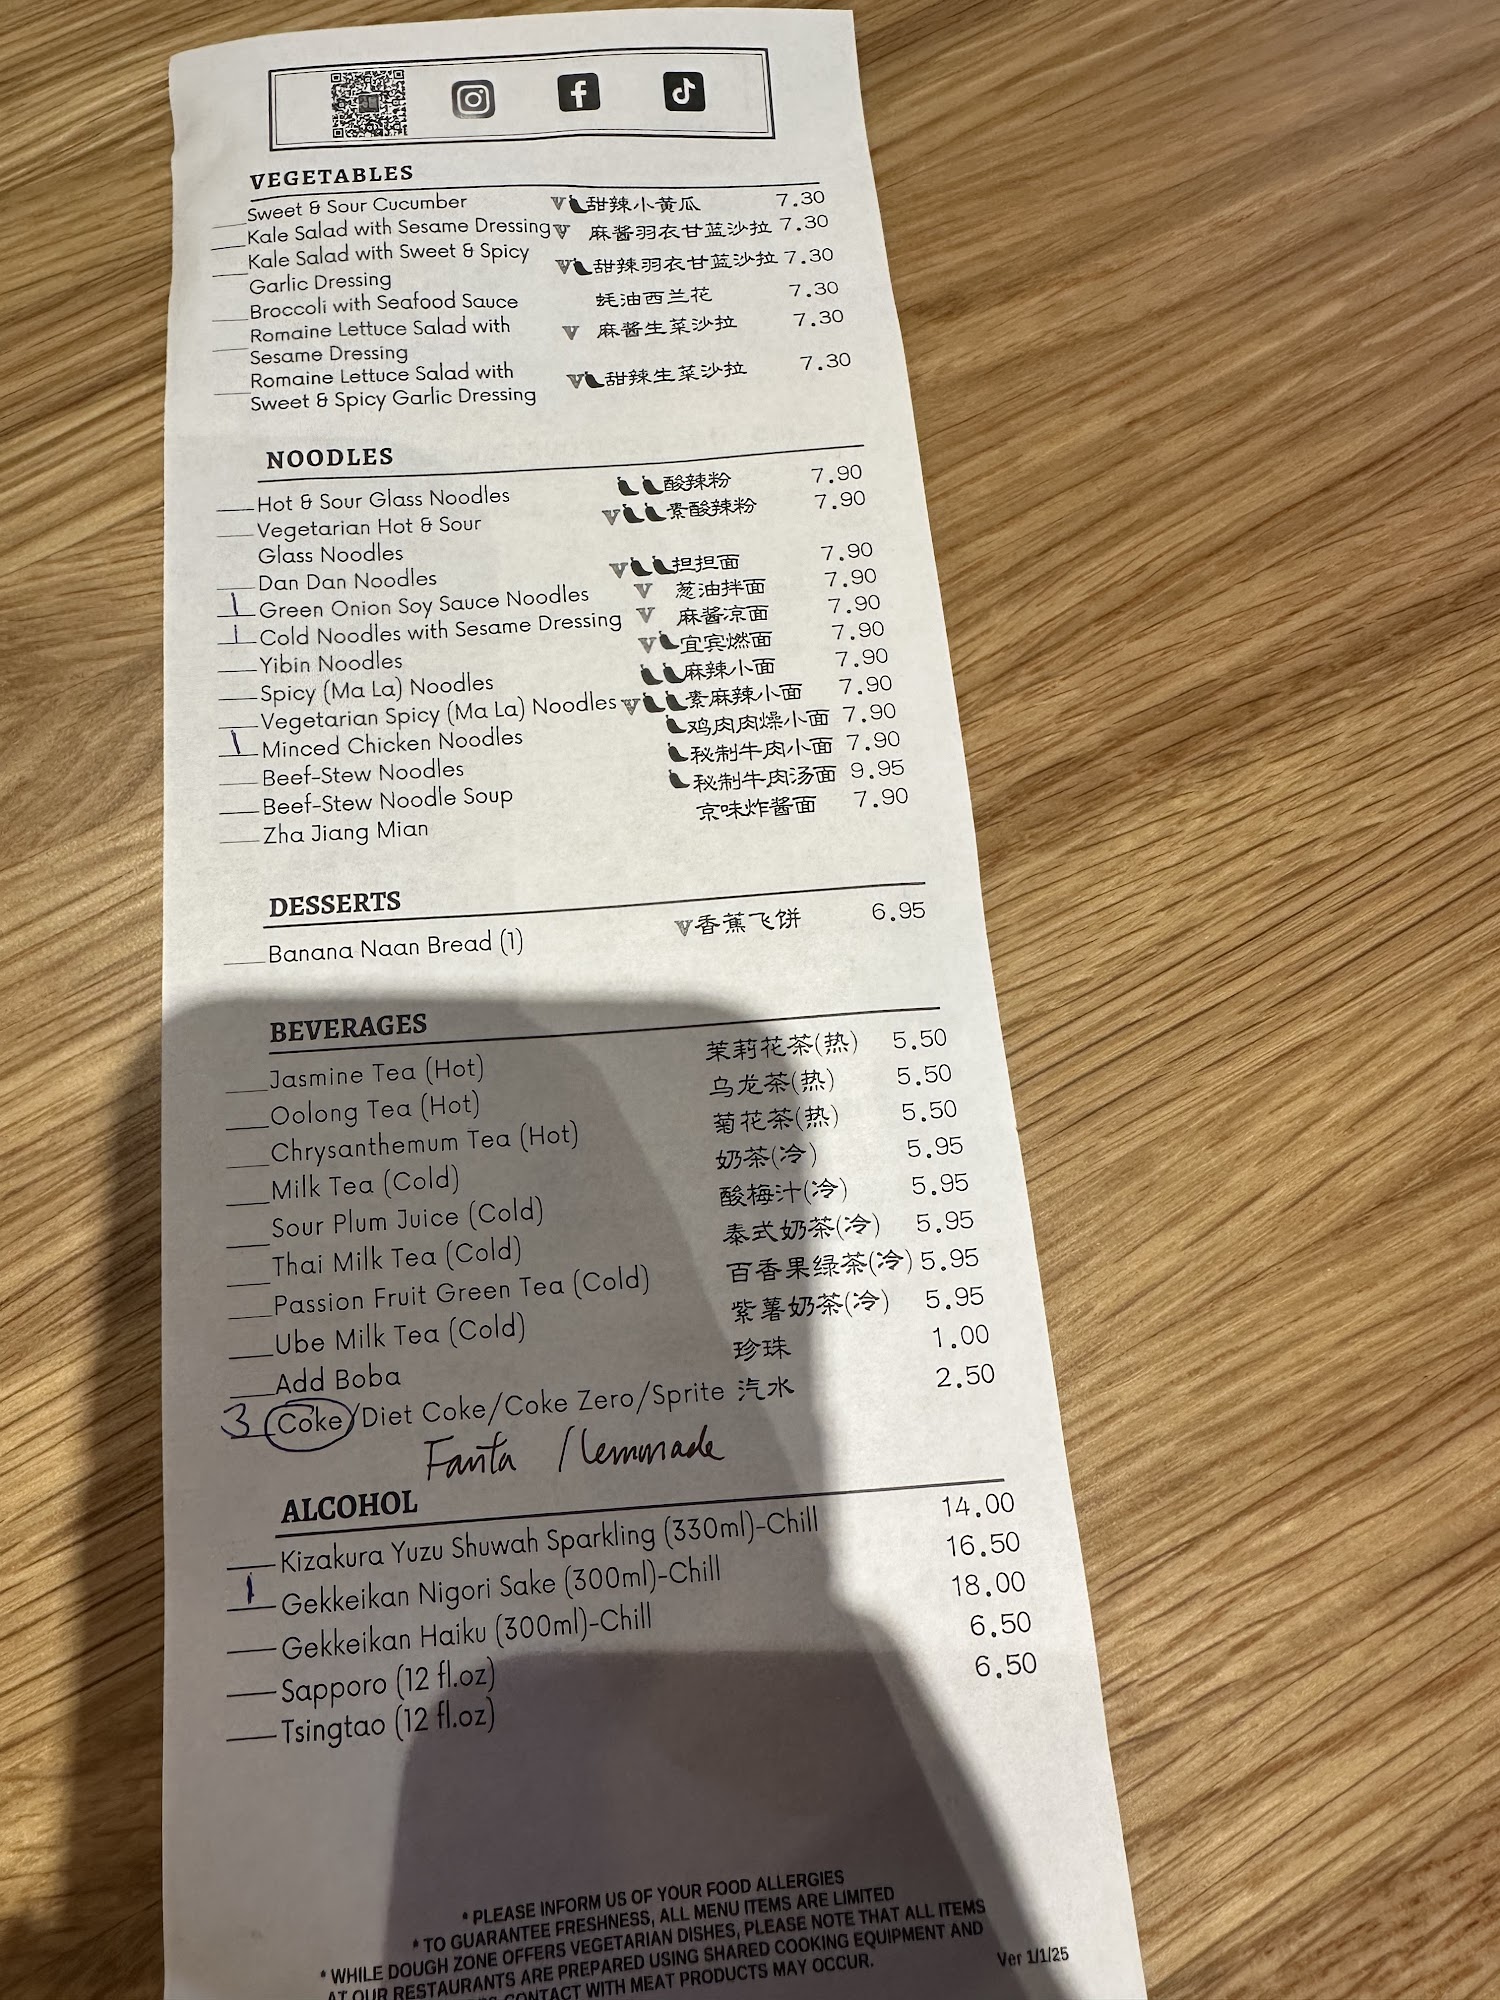 VEGETABLES
Sweet & Sour Cucumber V 甜辣小黄瓜 7.30
Kale Salad with Sesame Dressing V 麻酱羽衣甘蓝沙拉 7.30
Kale Salad with Sweet & Spicy V 甜辣羽衣甘蓝沙拉 7.30
Garlic Dressing
Broccoli with Seafood Sauce 蚝油西兰花 7.30
Romaine Lettuce Salad with V 麻酱生菜沙拉 7.30
Sesame Dressing
Romaine Lettuce Salad with V 甜辣生菜沙拉 7.30
Sweet & Spicy Garlic Dressing
NOODLES
Hot & Sour Glass Noodles 酸辣粉 7.90
Vegetarian Hot & Sour V 素酸辣粉 7.90
Glass Noodles
Dan Dan Noodles V 担担面 7.90
1 Green Onion Soy Sauce Noodles V 葱油拌面 7.90
1 Cold Noodles with Sesame Dressing V 麻酱凉面 7.90
Yibin Noodles V 宜宾燃面 7.90
Spicy (Ma La) Noodles 麻辣小面 7.90
Vegetarian Spicy (Ma La) Noodles V 素麻辣小面 7.90
1 Minced Chicken Noodles 鸡肉肉燥小面 7.90
Beef-Stew Noodles 秘制牛肉小面 7.90
Beef-Stew Noodle Soup 秘制牛肉汤面 9.95
Zha Jiang Mian 京味炸酱面 7.90
DESSERTS
Banana Naan Bread (1) V 香蕉飞饼 6.95
BEVERAGES
Jasmine Tea (Hot) 茉莉花茶(热) 5.50
Oolong Tea (Hot) 乌龙茶(热) 5.50
Chrysanthemum Tea (Hot) 菊花茶(热) 5.50
Milk Tea (Cold) 奶茶(冷) 5.95
Sour Plum Juice (Cold) 酸梅汁(冷) 5.95
Thai Milk Tea (Cold) 泰式奶茶(冷) 5.95
Passion Fruit Green Tea (Cold) 百香果绿茶(冷) 5.95
Ube Milk Tea (Cold) 紫薯奶茶(冷) 5.95
Add Boba 珍珠 1.00
3 Coke/Diet Coke/Coke Zero/Sprite 汽水 2.50
Fanta / lemonade
ALCOHOL
Kizakura Yuzu Shuwah Sparkling (330ml)-Chill 14.00
1 Gekkeikan Nigori Sake (300ml)-Chill 16.50
Gekkeikan Haiku (300ml)-Chill 18.00
Sapporo (12 fl.oz) 6.50
Tsingtao (12 fl.oz) 6.50
* PLEASE INFORM US OF YOUR FOOD ALLERGIES
* TO GUARANTEE FRESHNESS, ALL MENU ITEMS ARE LIMITED
* WHILE DOUGH ZONE OFFERS VEGETARIAN DISHES, PLEASE NOTE THAT ALL ITEMS
AT OUR RESTAURANTS ARE PREPARED USING SHARED COOKING EQUIPMENT AND
CONTACT WITH MEAT PRODUCTS MAY OCCUR.
Ver 1/1/25